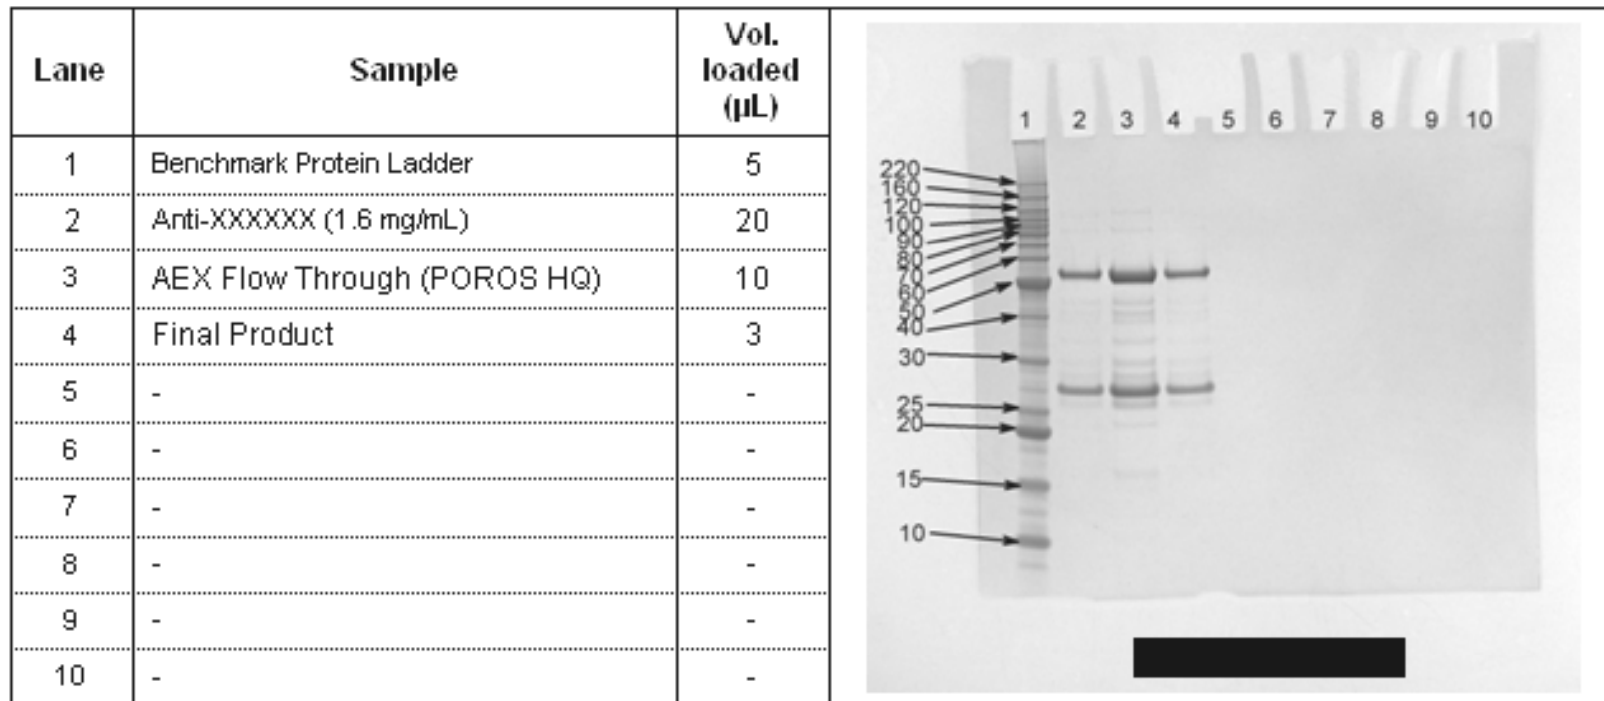 Lane Sample Vol. loaded (µL)
1 Benchmark Protein Ladder 5
2 Anti-XXXXXX (1.6 mg/mL) 20
3 AEX Flow Through (POROS HQ) 10
4 Final Product 3
5 - -
6 - -
7 - -
8 - -
9 - -
10 - -
1 2 3 4 5 6 7 8 9 10
220
160
120
100
90
80
70
60
50
40
30
25
20
15
10